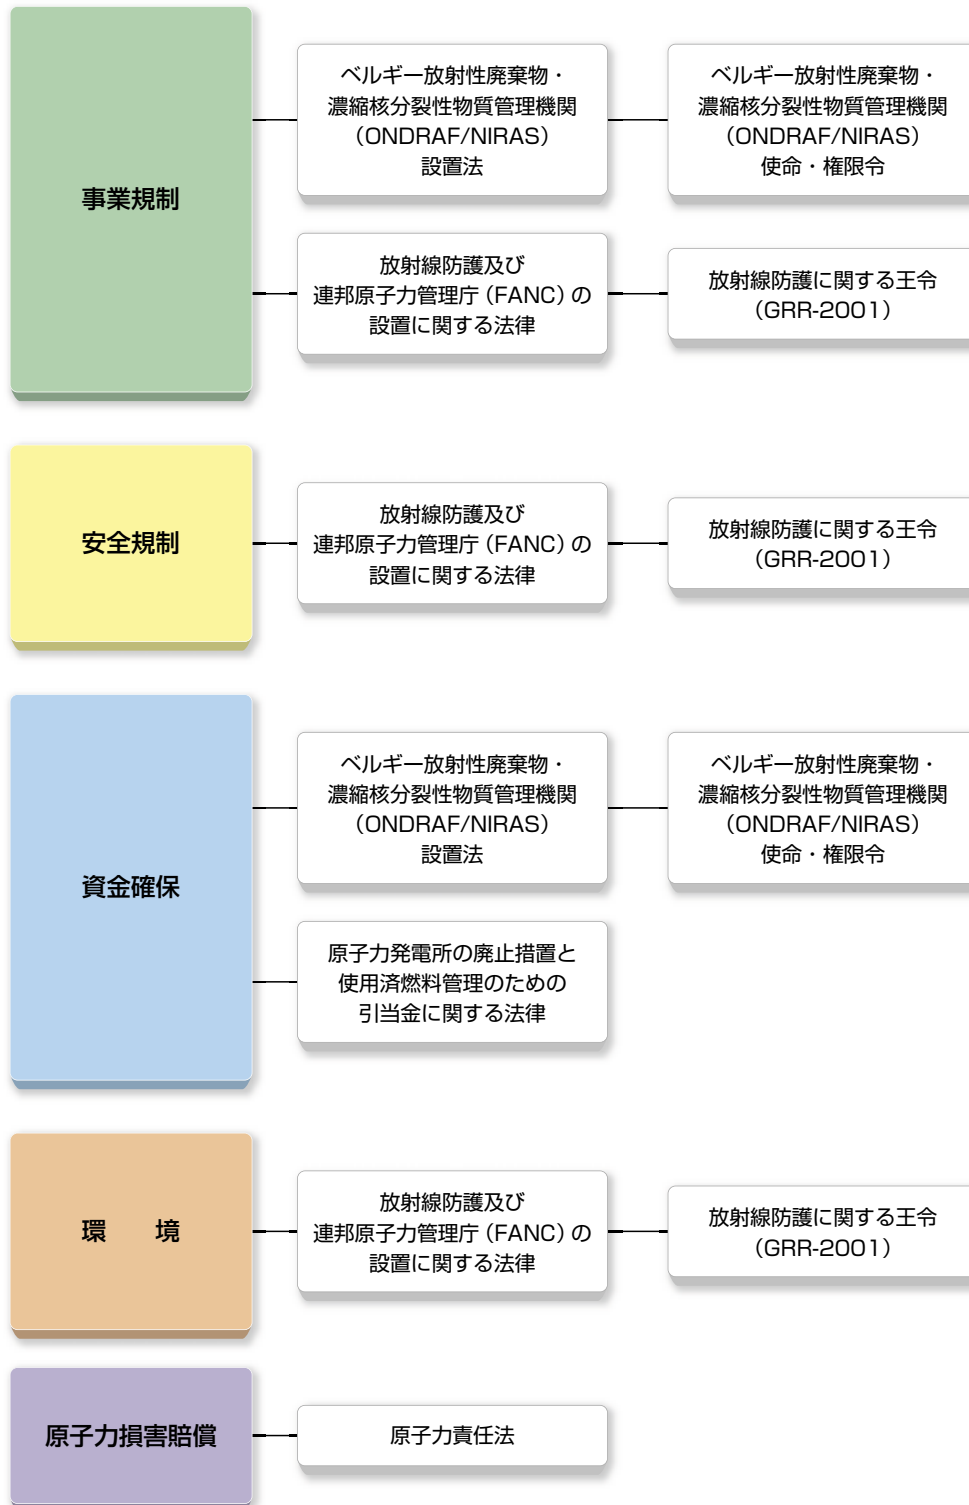 事業規制
ベルギー放射性廃棄物・
濃縮核分裂性物質管理機関
（ONDRAF/NIRAS）
設置法
ベルギー放射性廃棄物・
濃縮核分裂性物質管理機関
（ONDRAF/NIRAS）
使命・権限令
放射線防護及び
連邦原子力管理庁（FANC）の
設置に関する法律
放射線防護に関する王令
（GRR-2001）
安全規制
放射線防護及び
連邦原子力管理庁（FANC）の
設置に関する法律
放射線防護に関する王令
（GRR-2001）
資金確保
ベルギー放射性廃棄物・
濃縮核分裂性物質管理機関
（ONDRAF/NIRAS）
設置法
ベルギー放射性廃棄物・
濃縮核分裂性物質管理機関
（ONDRAF/NIRAS）
使命・権限令
原子力発電所の廃止措置と
使用済燃料管理のための
引当金に関する法律
環　境
放射線防護及び
連邦原子力管理庁（FANC）の
設置に関する法律
放射線防護に関する王令
（GRR-2001）
原子力損害賠償
原子力責任法